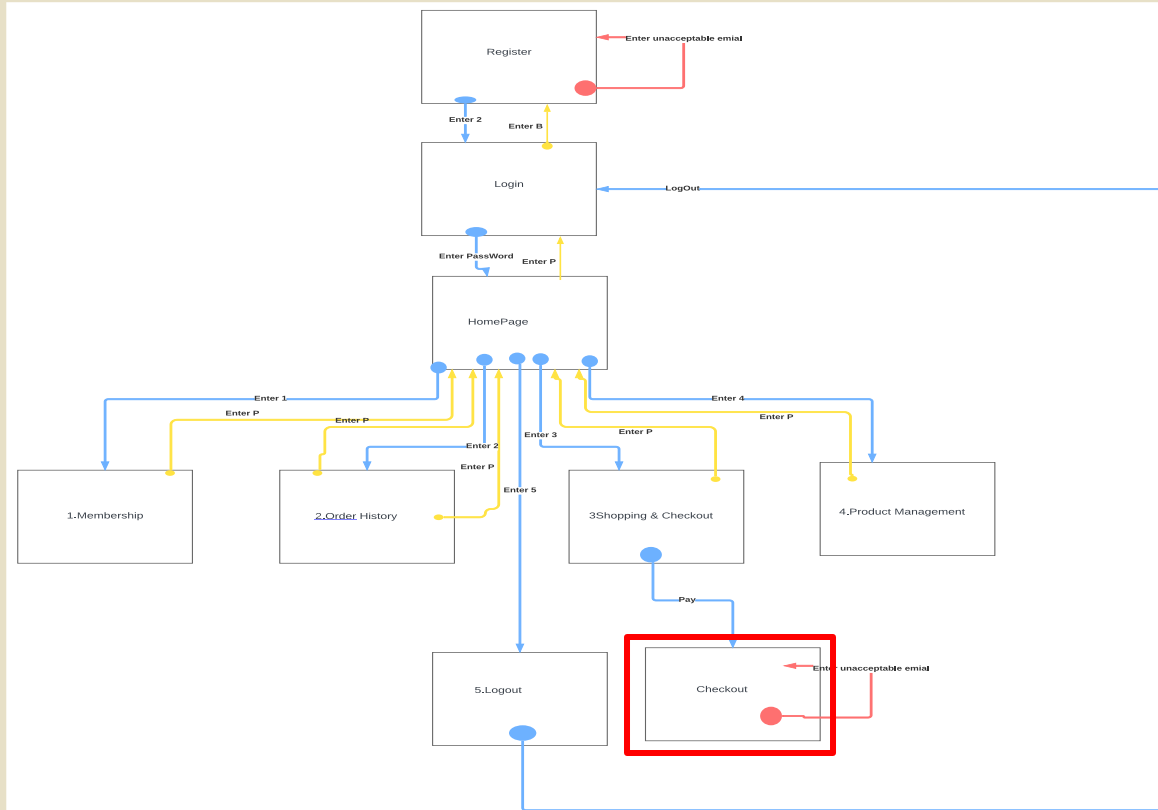 Register
Enter unacceptable emial
Enter 2
Enter B
Login
LogOut
Enter PassWord
Enter P
HomePage
Enter 1
Enter 4
Enter P
Enter P
Enter P
Enter P
Enter 3
Enter 2
Enter P
Enter 5
1.Membership
2.Order History
3Shopping & Checkout
4.Product Management
Pay
Enter unacceptable emial
5.Logout
Checkout